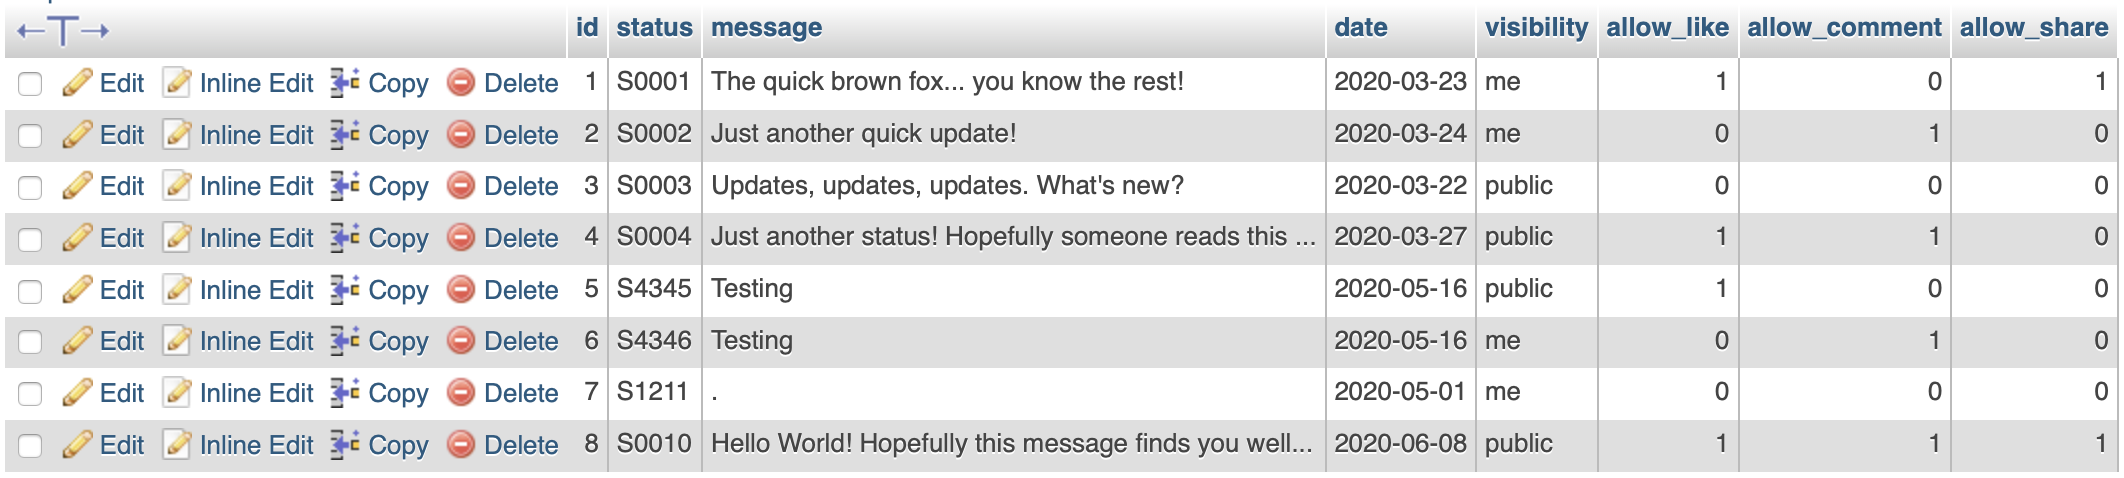 ←T→ id status message date visibility allow_like allow_comment allow_share
Edit Inline Edit Copy Delete 1 S0001 The quick brown fox... you know the rest! 2020-03-23 me 1 0 1
Edit Inline Edit Copy Delete 2 S0002 Just another quick update! 2020-03-24 me 0 1 0
Edit Inline Edit Copy Delete 3 S0003 Updates, updates, updates. What's new? 2020-03-22 public 0 0 0
Edit Inline Edit Copy Delete 4 S0004 Just another status! Hopefully someone reads this ... 2020-03-27 public 1 1 0
Edit Inline Edit Copy Delete 5 S4345 Testing 2020-05-16 public 1 0 0
Edit Inline Edit Copy Delete 6 S4346 Testing 2020-05-16 me 0 1 0
Edit Inline Edit Copy Delete 7 S1211 . 2020-05-01 me 0 0 0
Edit Inline Edit Copy Delete 8 S0010 Hello World! Hopefully this message finds you well... 2020-06-08 public 1 1 1